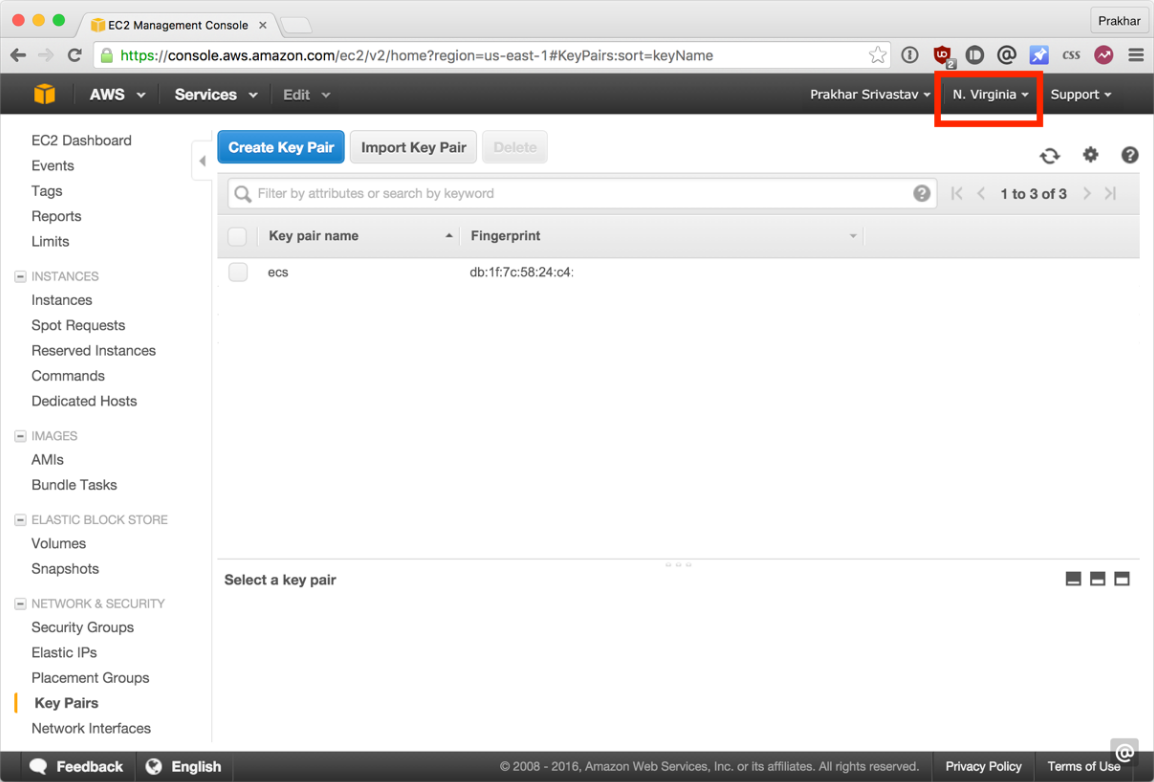 EC2 Management Console
Prakhar
https://console.aws.amazon.com/ec2/v2/home?region=us-east-1#KeyPairs:sort=keyName
2
css
AWS Services Edit Prakhar Srivastav N. Virginia Support
EC2 Dashboard
Events
Tags
Reports
Limits
INSTANCES
Instances
Spot Requests
Reserved Instances
Commands
Dedicated Hosts
IMAGES
AMIs
Bundle Tasks
ELASTIC BLOCK STORE
Volumes
Snapshots
NETWORK & SECURITY
Security Groups
Elastic IPs
Placement Groups
Key Pairs
Network Interfaces
Create Key Pair Import Key Pair Delete
Filter by attributes or search by keyword
1 to 3 of 3
Key pair name Fingerprint
ecs db:1f:7c:58:24:c4:
Select a key pair
Feedback English © 2008 - 2016, Amazon Web Services, Inc. or its affiliates. All rights reserved. Privacy Policy Terms of Use
@